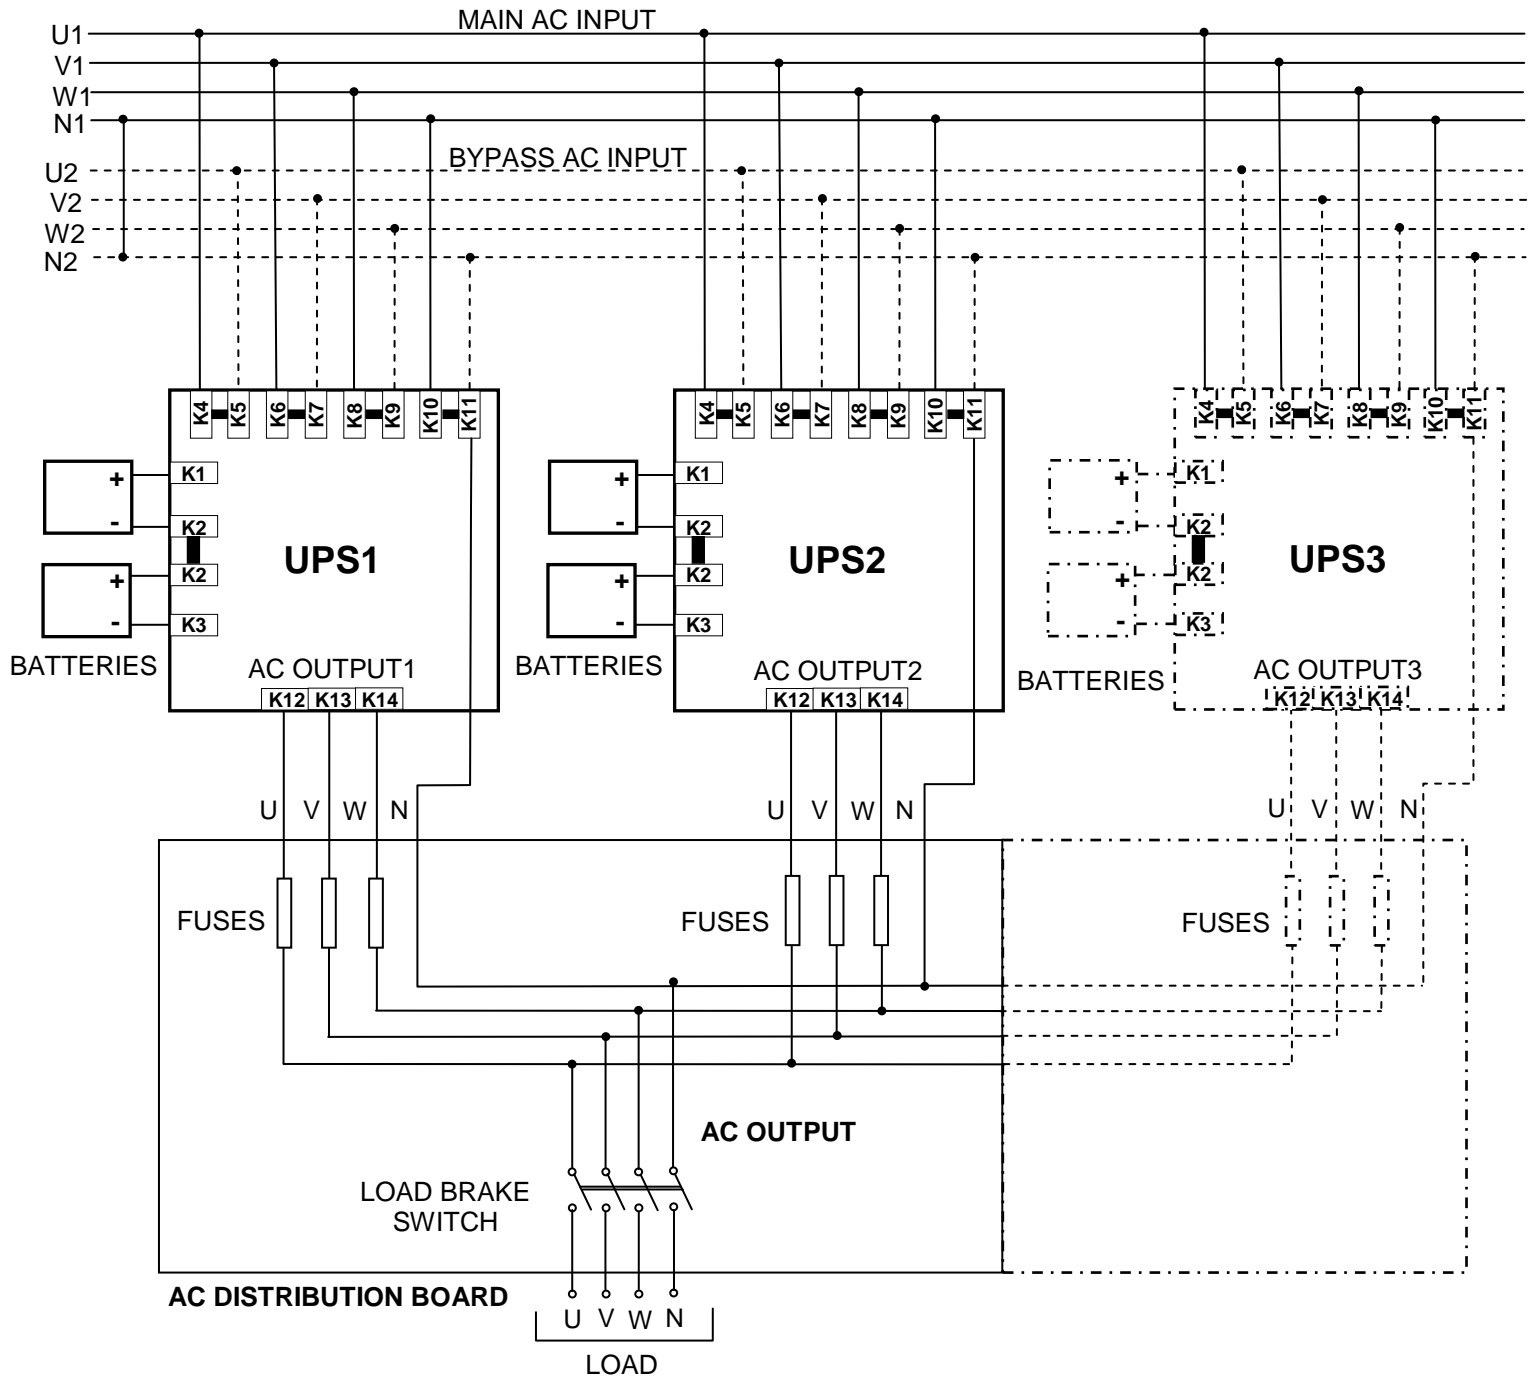 MAIN AC INPUT
U1
V1
W1
N1
BYPASS AC INPUT
U2
V2
W2
N2
K4 K5 K6 K7 K8 K9 K10 K11
K4 K5 K6 K7 K8 K9 K10 K11
K4 K5 K6 K7 K8 K9 K10 K11
+ K1
- K2
+ K2
- K3
UPS1
BATTERIES
AC OUTPUT1
K12 K13 K14
+ K1
- K2
+ K2
- K3
UPS2
BATTERIES
AC OUTPUT2
K12 K13 K14
+ K1
- K2
+ K2
- K3
UPS3
BATTERIES
AC OUTPUT3
K12 K13 K14
U V W N
U V W N
U V W N
FUSES
FUSES
FUSES
AC OUTPUT
LOAD BRAKE
SWITCH
AC DISTRIBUTION BOARD
U V W N
LOAD